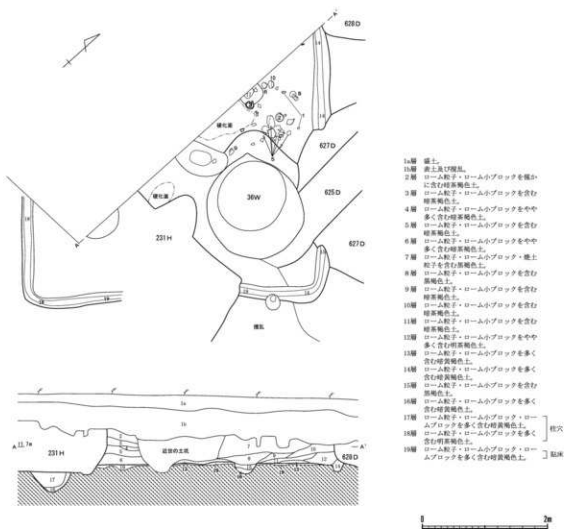 628D
627D
625D
627D
硬化面
硬化面
36W
231H
攪乱
1a
1b
A 11.7m
A'
231H
近世の土坑
628D
17
1a層 盛土。
1b層 表土及び攪乱。
2層 ローム粒子・ローム小ブロックを僅か
に含む暗茶褐色土。
3層 ローム粒子・ローム小ブロックを含む
暗茶褐色土。
4層 ローム粒子・ローム小ブロックをやや
多く含む暗茶褐色土。
5層 ローム粒子・ローム小ブロックを含む
暗茶褐色土。
6層 ローム粒子・ローム小ブロックをやや
多く含む暗茶褐色土。
7層 ローム粒子・ローム小ブロック・焼土
粒子を含む黒褐色土。
8層 ローム粒子・ローム小ブロックを含む
黒褐色土。
9層 ローム粒子・ローム小ブロックを含む
暗茶褐色土。
10層 ローム粒子・ローム小ブロックを含む
暗茶褐色土。
11層 ローム粒子・ローム小ブロックを含む
暗茶褐色土。
12層 ローム粒子・ローム小ブロックをやや
多く含む明茶褐色土。
13層 ローム粒子・ローム小ブロックを多く
含む暗黄褐色土。
14層 ローム粒子・ローム小ブロックを多く
含む暗黄褐色土。
15層 ローム粒子・ローム小ブロックを含む
黒褐色土。
16層 ローム粒子・ローム小ブロックを多く
含む暗黄褐色土。
17層 ローム粒子・ローム小ブロック・ロー
ムブロックを多く含む暗黄褐色土。
18層 ローム粒子・ローム小ブロックを多く
含む明黒褐色土。
柱穴
19層 ローム粒子・ローム小ブロック・ロー
ムブロックを多く含む暗黄褐色土。
貼床
0 2m